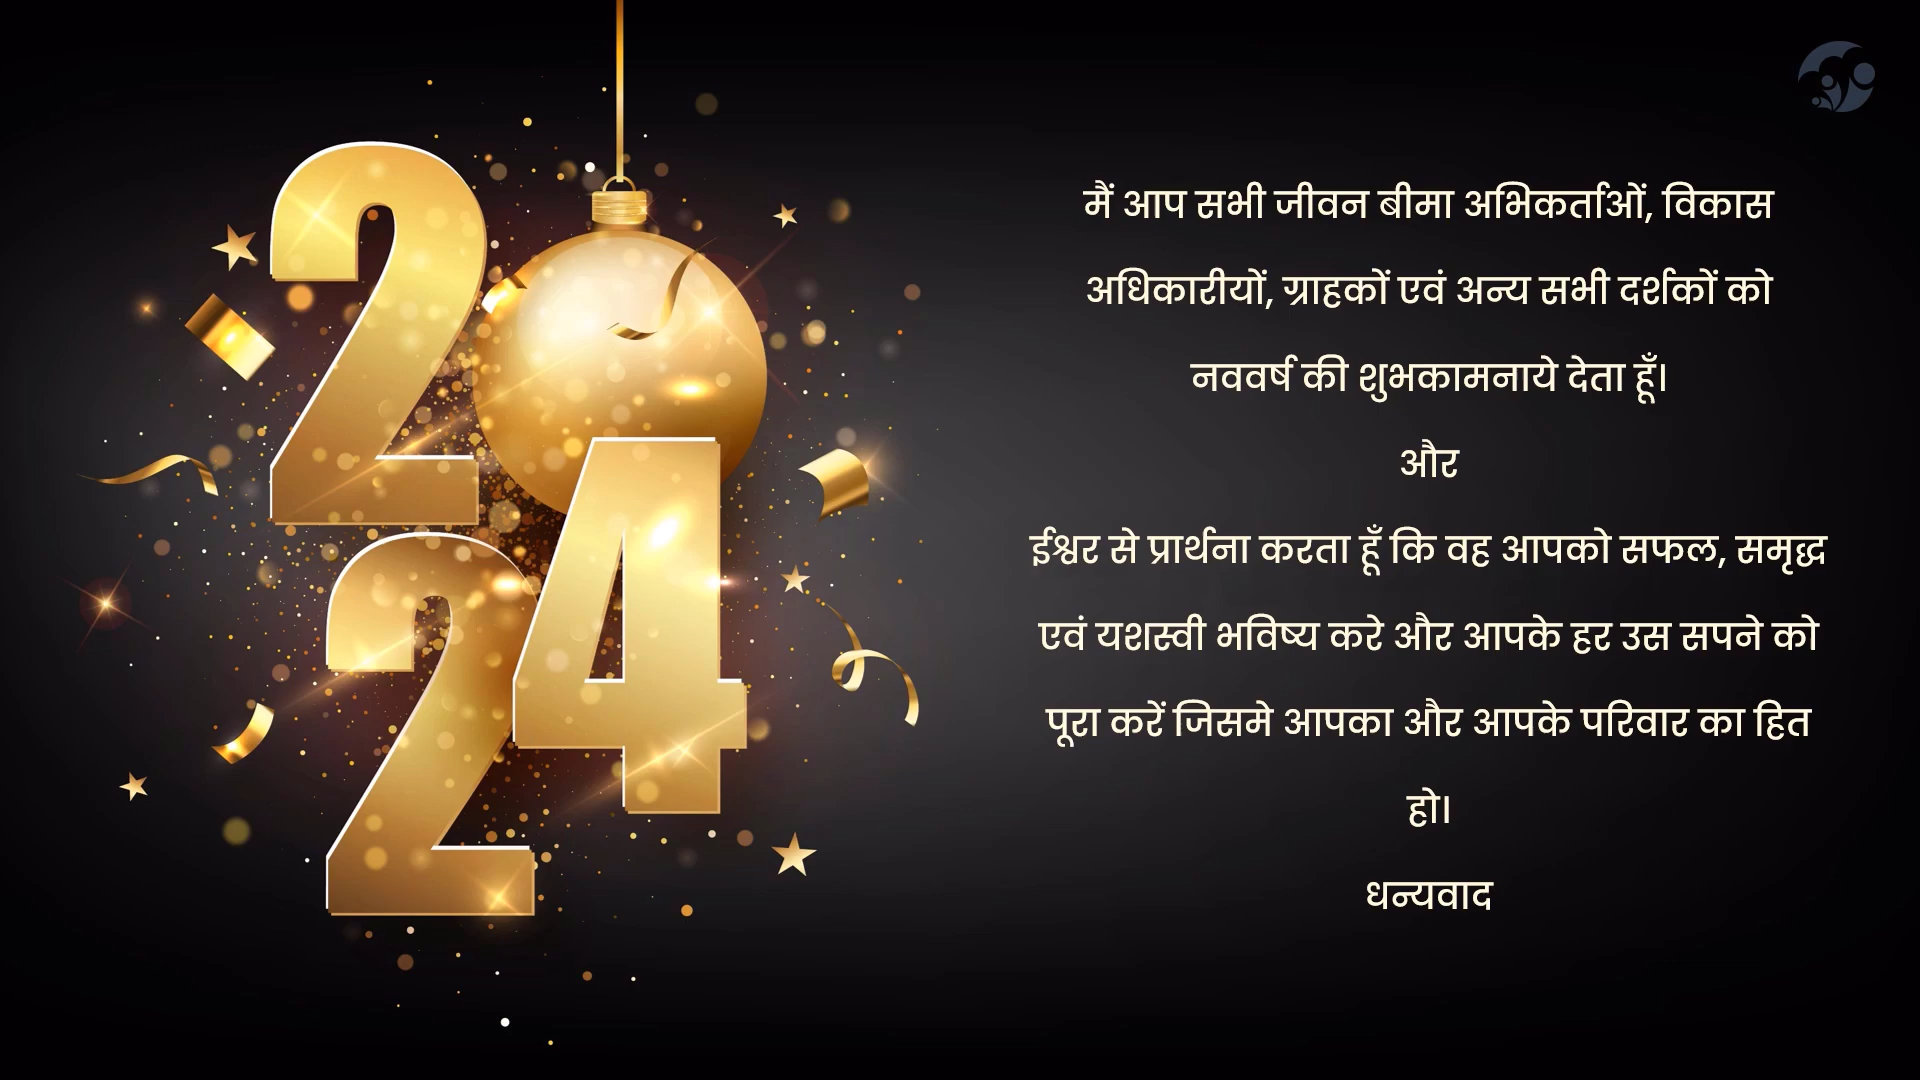 2024
मैं आप सभी जीवन बीमा अभिकर्ताओं, विकास
अधिकारीयों, ग्राहकों एवं अन्य सभी दर्शकों को
नववर्ष की शुभकामनाये देता हूँ।
और
ईश्वर से प्रार्थना करता हूँ कि वह आपको सफल, समृद्ध
एवं यशस्वी भविष्य करे और आपके हर उस सपने को
पूरा करें जिसमे आपका और आपके परिवार का हित
हो।
धन्यवाद